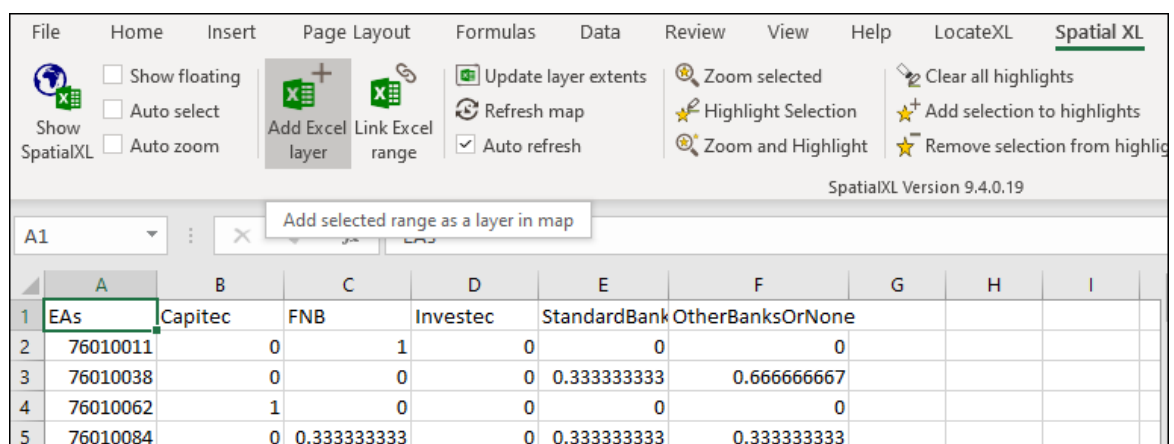 File Home Insert Page Layout Formulas Data Review View Help LocateXL Spatial XL
Show floating Update layer extents Zoom selected Clear all highlights
Auto select Refresh map Highlight Selection Add selection to highlights
Show SpatialXL Auto zoom Add Excel layer Link Excel range Auto refresh Zoom and Highlight Remove selection from highlig
SpatialXL Version 9.4.0.19
Add selected range as a layer in map
A1 EAs
A B C D E F G H I
1 EAs Capitec FNB Investec StandardBank OtherBanksOrNone
2 76010011 0 1 0 0 0
3 76010038 0 0 0 0.333333333 0.666666667
4 76010062 1 0 0 0 0
5 76010084 0 0.333333333 0 0.333333333 0.333333333